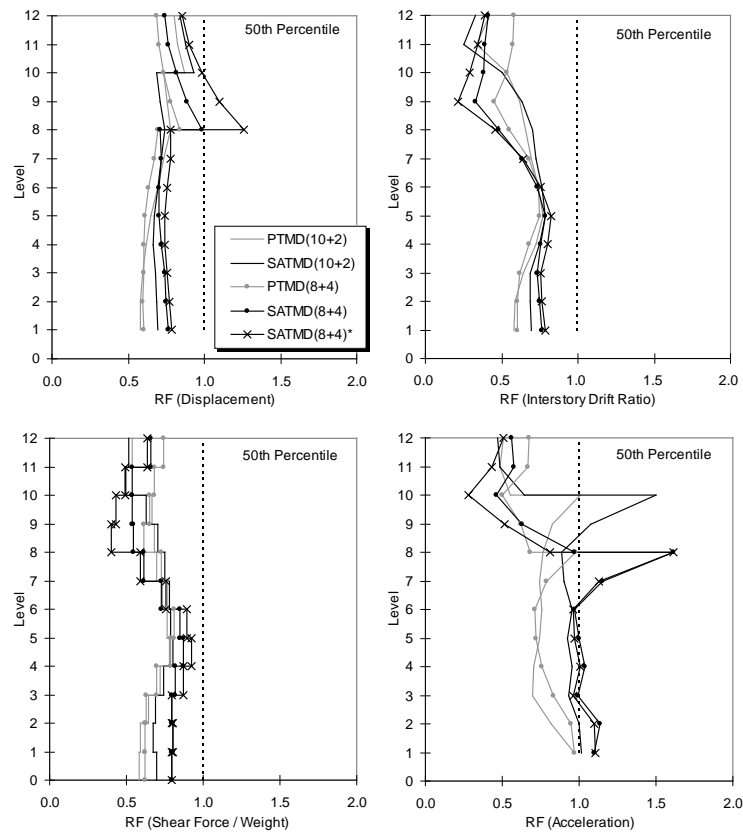 50th Percentile
12
11
10
9
8
7
6
5
4
3
2
1
0
Level
PTMD(10+2)
SATMD(10+2)
PTMD(8+4)
SATMD(8+4)
SATMD(8+4)*
0.0 0.5 1.0 1.5 2.0
RF (Displacement)
50th Percentile
12
11
10
9
8
7
6
5
4
3
2
1
0
Level
0.0 0.5 1.0 1.5 2.0
RF (Interstory Drift Ratio)
50th Percentile
12
11
10
9
8
7
6
5
4
3
2
1
0
Level
0.0 0.5 1.0 1.5 2.0
RF (Shear Force / Weight)
50th Percentile
12
11
10
9
8
7
6
5
4
3
2
1
0
Level
0.0 0.5 1.0 1.5 2.0
RF (Acceleration)